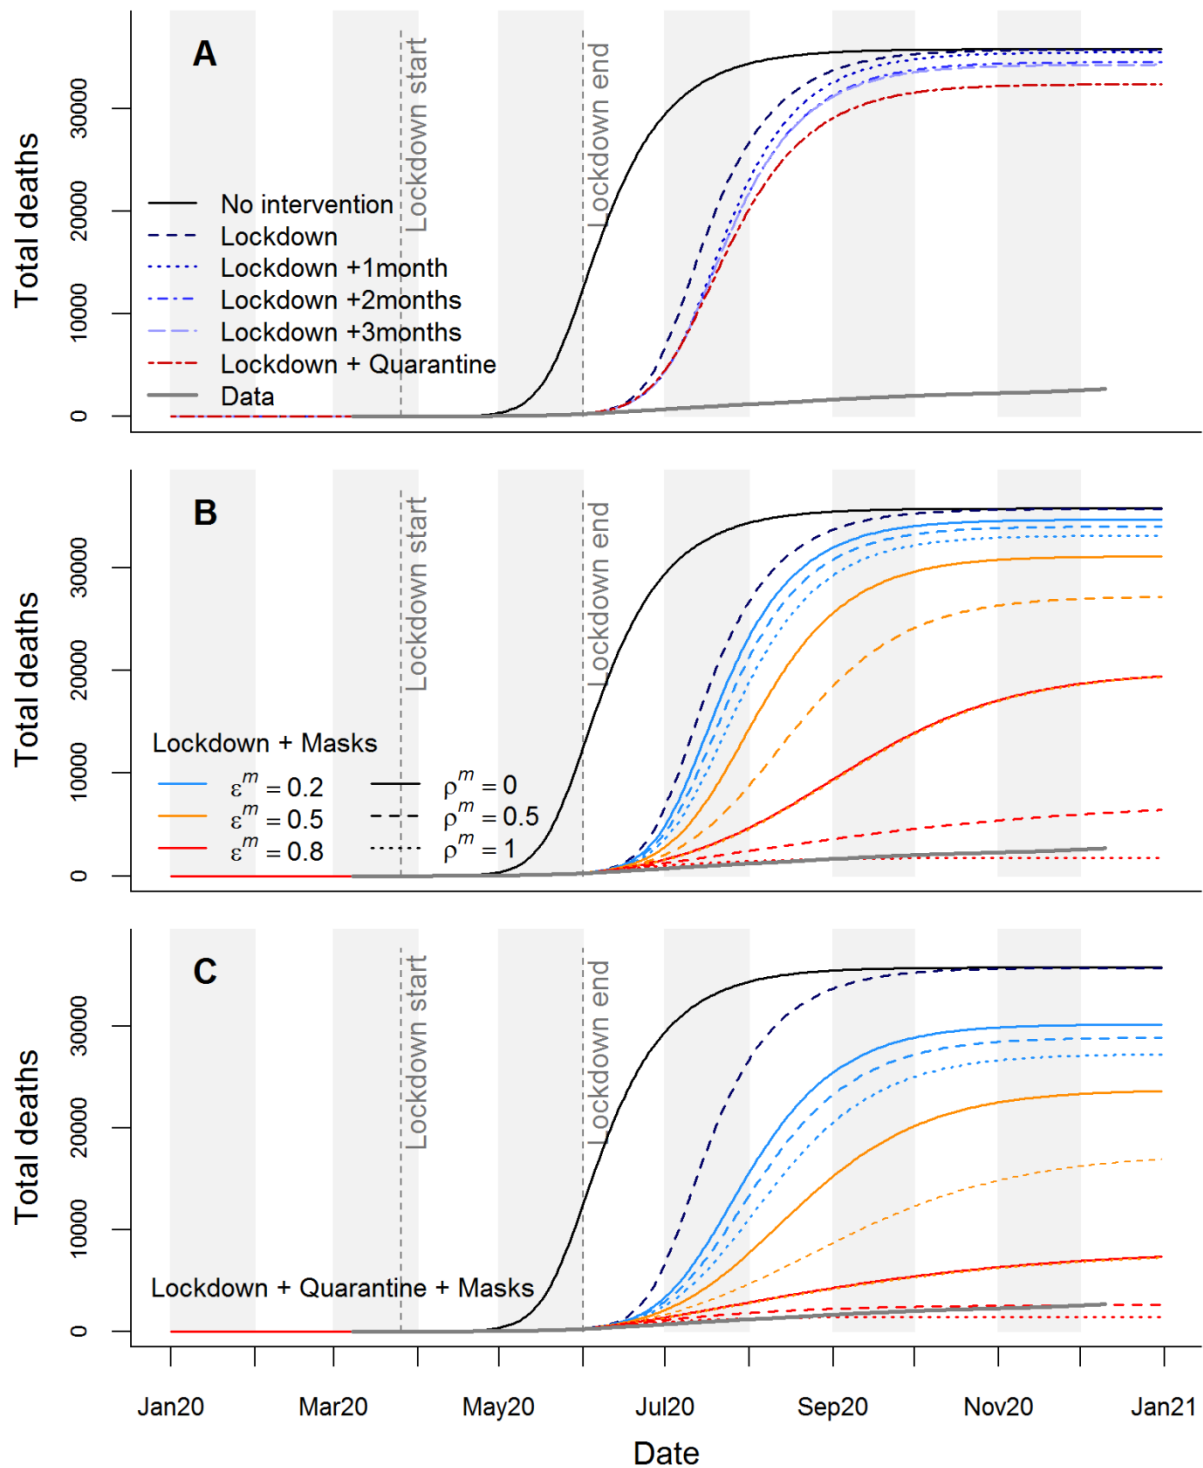 A
Total deaths
30000
20000
10000
0
Lockdown start
Lockdown end
No intervention
Lockdown
Lockdown +1month
Lockdown +2months
Lockdown +3months
Lockdown + Quarantine
Data
B
Total deaths
30000
20000
10000
0
Lockdown start
Lockdown end
Lockdown + Masks
εᵐ = 0.2
ρᵐ = 0
εᵐ = 0.5
ρᵐ = 0.5
εᵐ = 0.8
ρᵐ = 1
C
Total deaths
30000
20000
10000
0
Lockdown start
Lockdown end
Lockdown + Quarantine + Masks
Jan20 Mar20 May20 Jul20 Sep20 Nov20 Jan21
Date